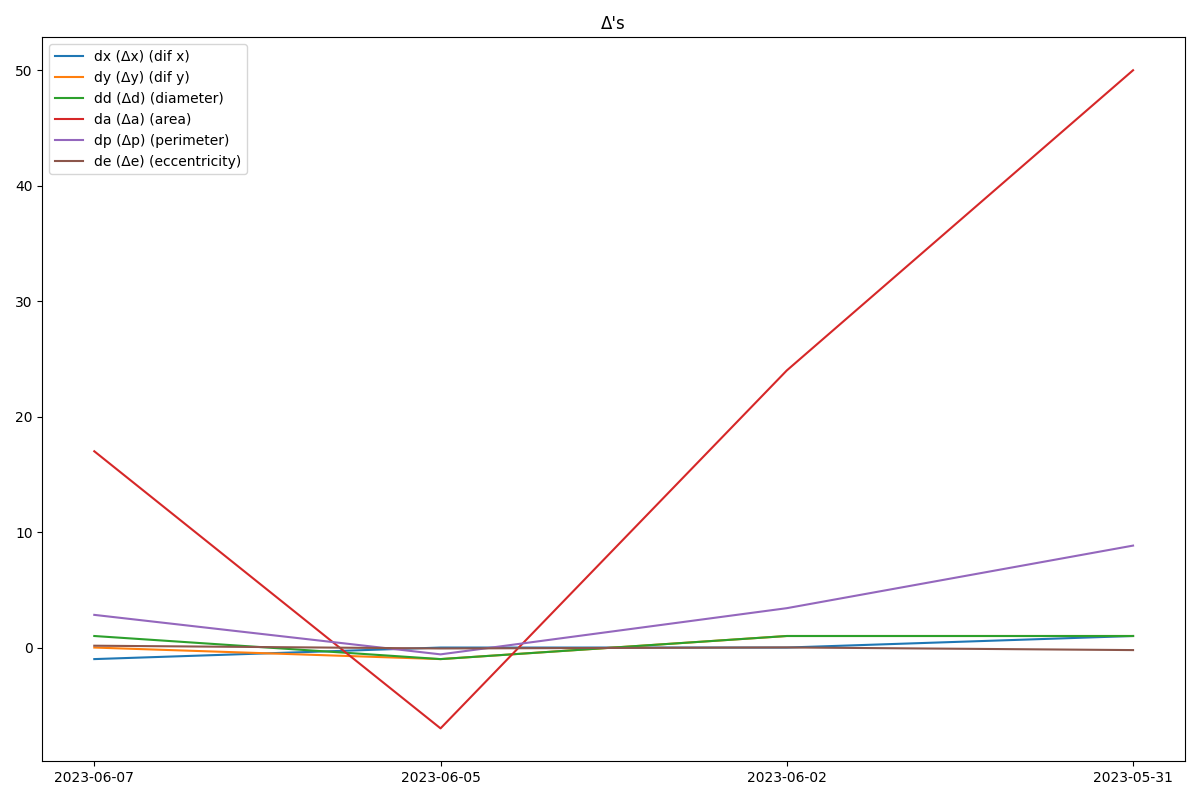 Δ's
dx (Δx) (dif x)
dy (Δy) (dif y)
dd (Δd) (diameter)
da (Δa) (area)
dp (Δp) (perimeter)
de (Δe) (eccentricity)
50
40
30
20
10
0
2023-06-07 2023-06-05 2023-06-02 2023-05-31